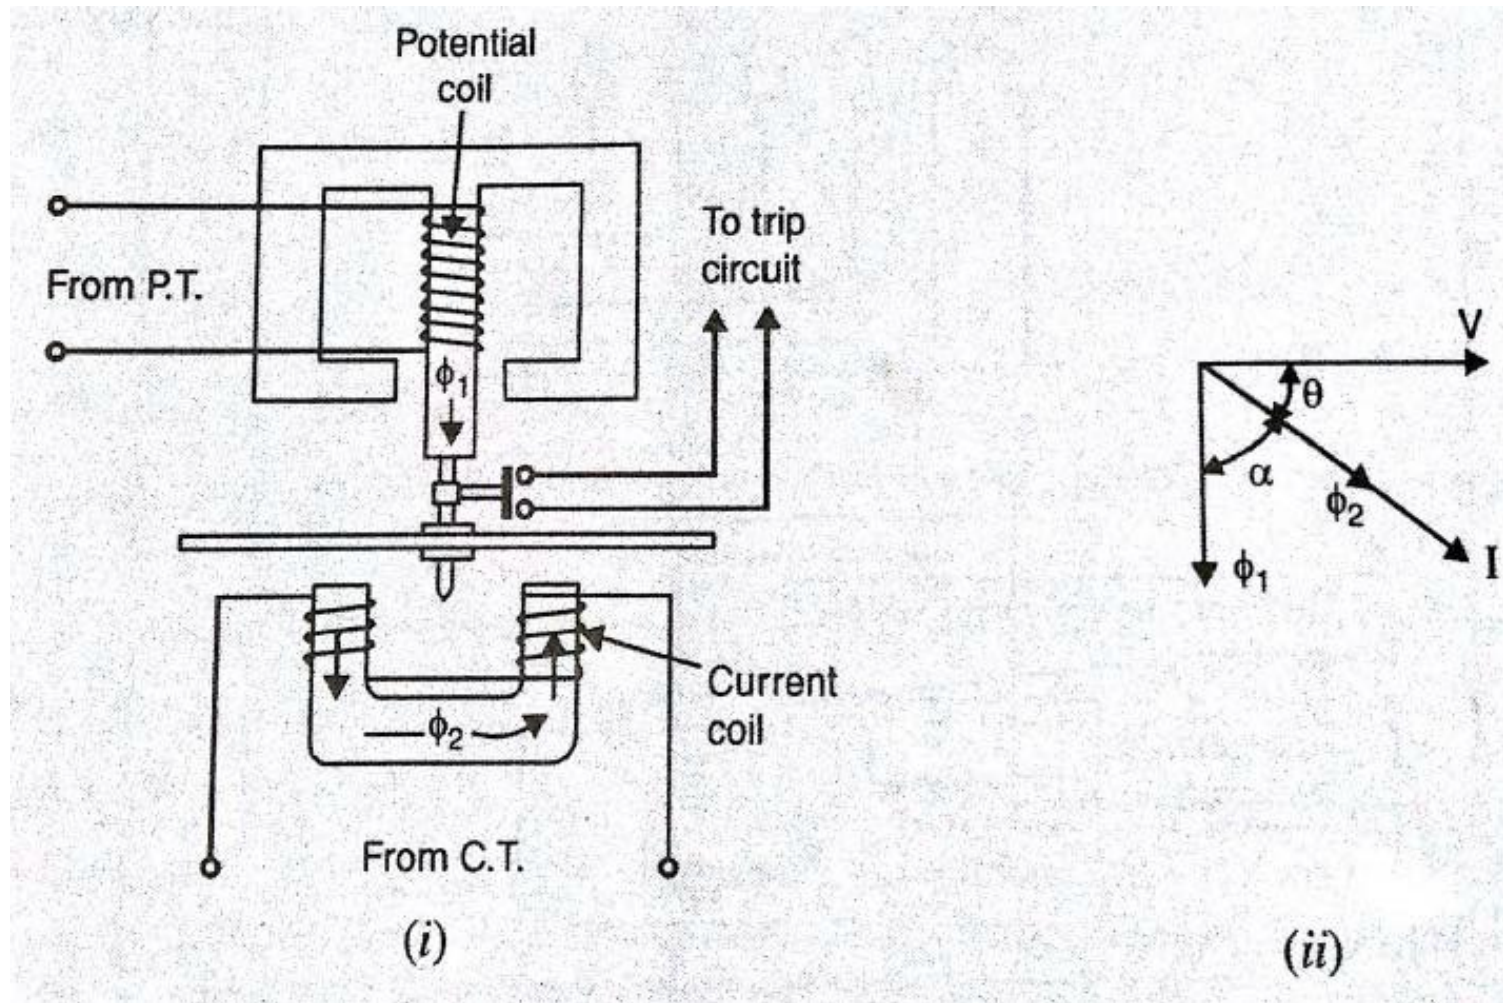 Potential
coil
From P.T.
To trip
circuit
ϕ1
V
θ
α
ϕ2
I
ϕ1
Current
coil
ϕ2
From C.T.
(i)
(ii)